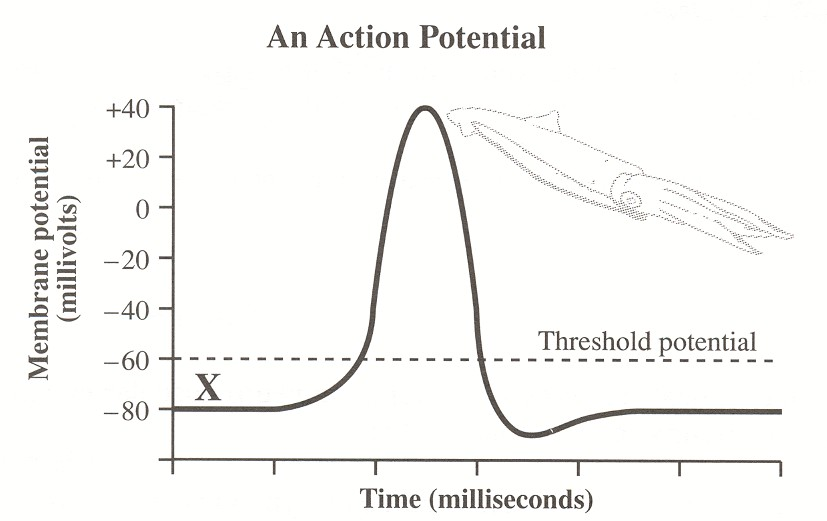 An Action Potential
Membrane potential
(millivolts)
+40
+20
0
−20
−40
−60
−80
Threshold potential
X
Time (milliseconds)